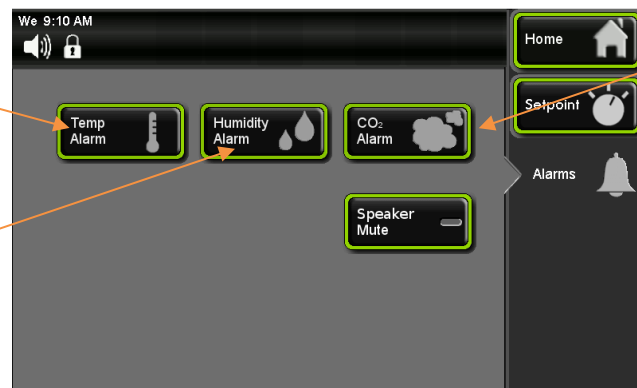 We 9:10 AM
Home
Setpoint
Temp
Alarm
Humidity
Alarm
CO₂
Alarm
Alarms
Speaker
Mute